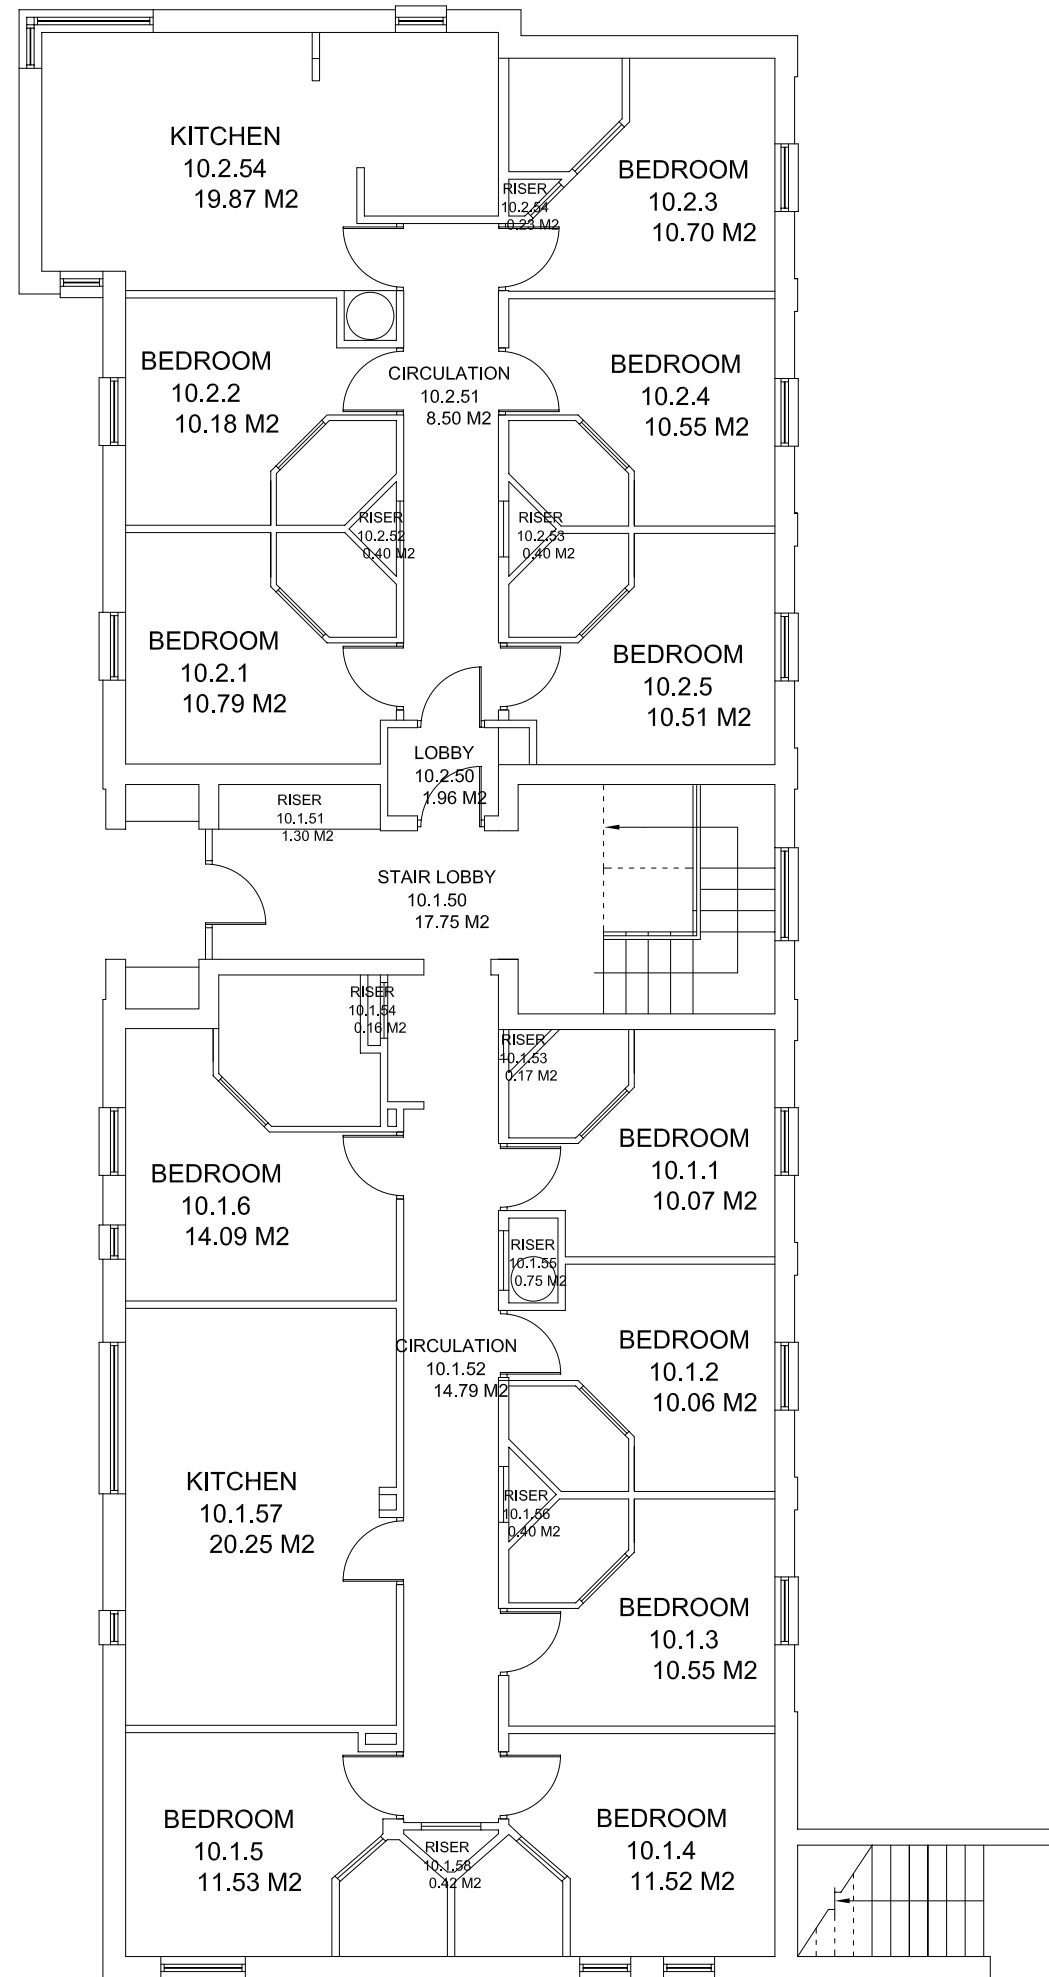 KITCHEN
10.2.54
19.87 M2
BEDROOM
10.2.3
10.70 M2
RISER
10.2.54
0.23 M2
BEDROOM
10.2.2
10.18 M2
CIRCULATION
10.2.51
8.50 M2
BEDROOM
10.2.4
10.55 M2
RISER
10.2.52
0.40 M2
RISER
10.2.53
0.40 M2
BEDROOM
10.2.1
10.79 M2
BEDROOM
10.2.5
10.51 M2
LOBBY
10.2.50
1.96 M2
RISER
10.1.51
1.30 M2
STAIR LOBBY
10.1.50
17.75 M2
RISER
10.1.54
0.16 M2
RISER
10.1.53
0.17 M2
BEDROOM
10.1.1
10.07 M2
BEDROOM
10.1.6
14.09 M2
RISER
10.1.55
0.75 M2
CIRCULATION
10.1.52
14.79 M2
BEDROOM
10.1.2
10.06 M2
KITCHEN
10.1.57
20.25 M2
RISER
10.1.56
0.40 M2
BEDROOM
10.1.3
10.55 M2
BEDROOM
10.1.5
11.53 M2
RISER
10.1.58
0.42 M2
BEDROOM
10.1.4
11.52 M2